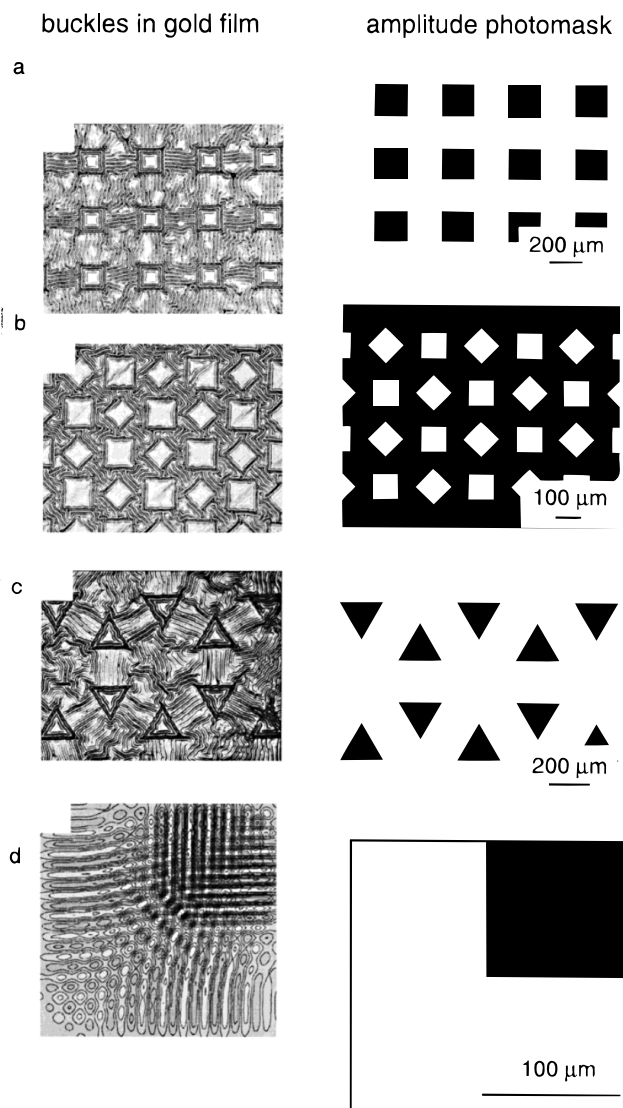 buckles in gold film
amplitude photomask
a
200 μm
b
100 μm
c
200 μm
d
100 μm